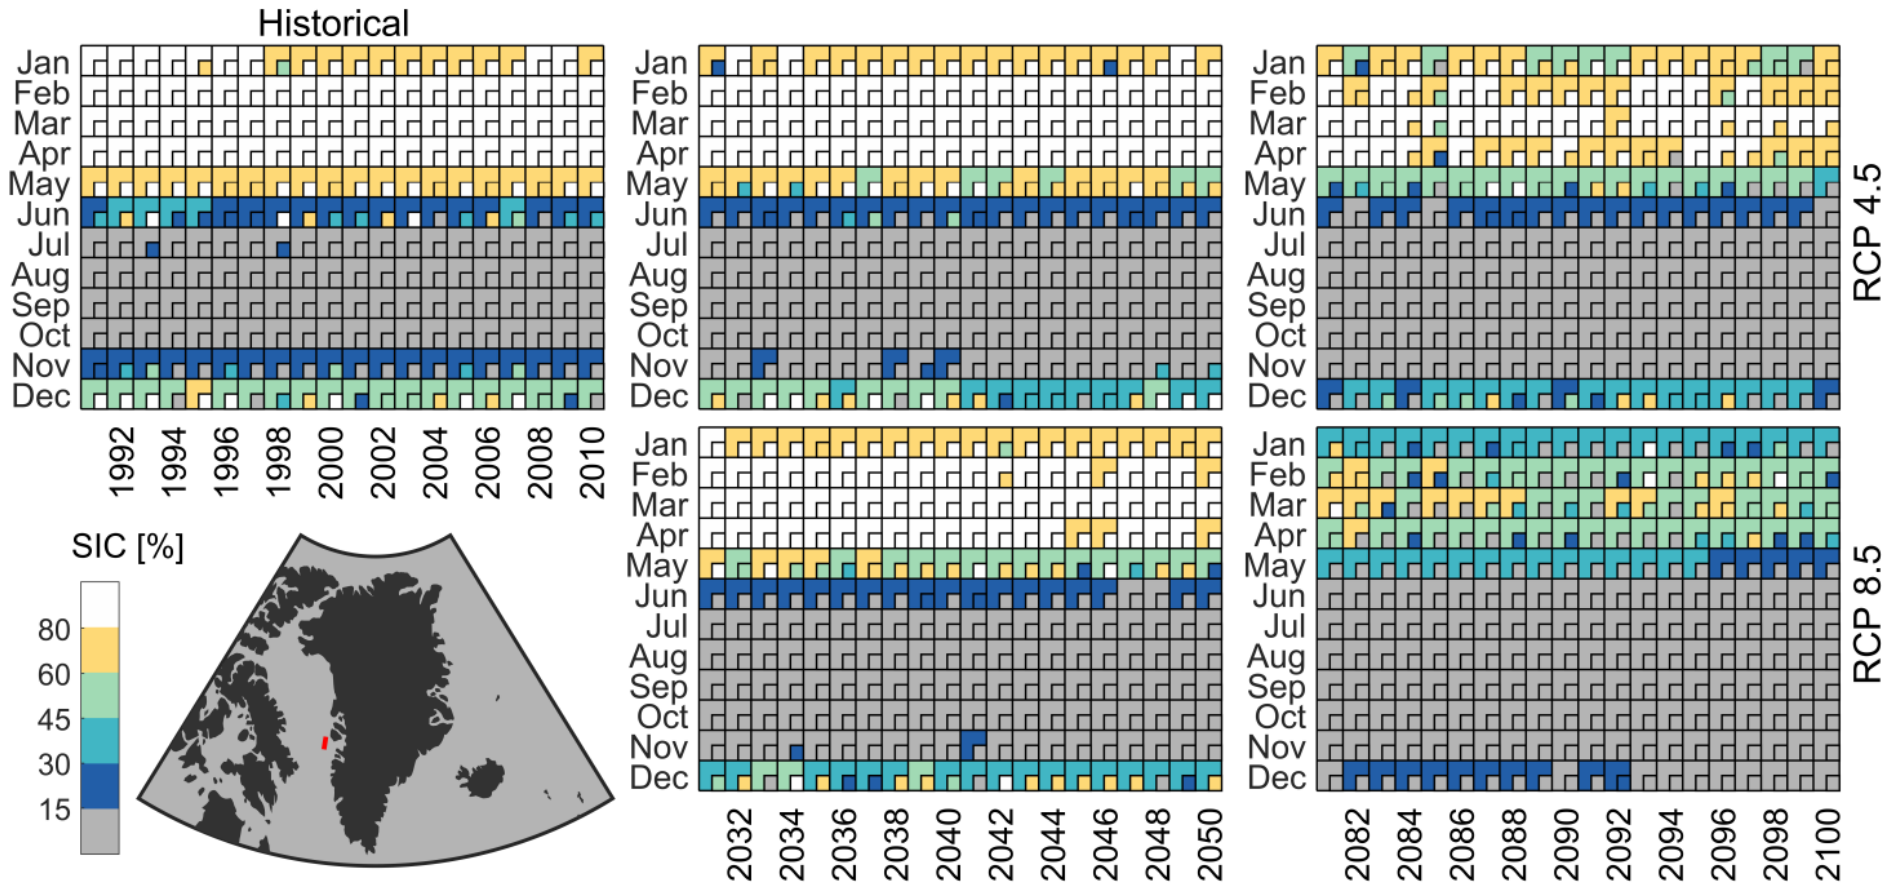 Historical
Jan
Feb
Mar
Apr
May
Jun
Jul
Aug
Sep
Oct
Nov
Dec
1992 1994 1996 1998 2000 2002 2004 2006 2008 2010
Jan
Feb
Mar
Apr
May
Jun
Jul
Aug
Sep
Oct
Nov
Dec
Jan
Feb
Mar
Apr
May
Jun
Jul
Aug
Sep
Oct
Nov
Dec
RCP 4.5
SIC [%]
80
60
45
30
15
Jan
Feb
Mar
Apr
May
Jun
Jul
Aug
Sep
Oct
Nov
Dec
2032 2034 2036 2038 2040 2042 2044 2046 2048 2050
Jan
Feb
Mar
Apr
May
Jun
Jul
Aug
Sep
Oct
Nov
Dec
2082 2084 2086 2088 2090 2092 2094 2096 2098 2100
RCP 8.5